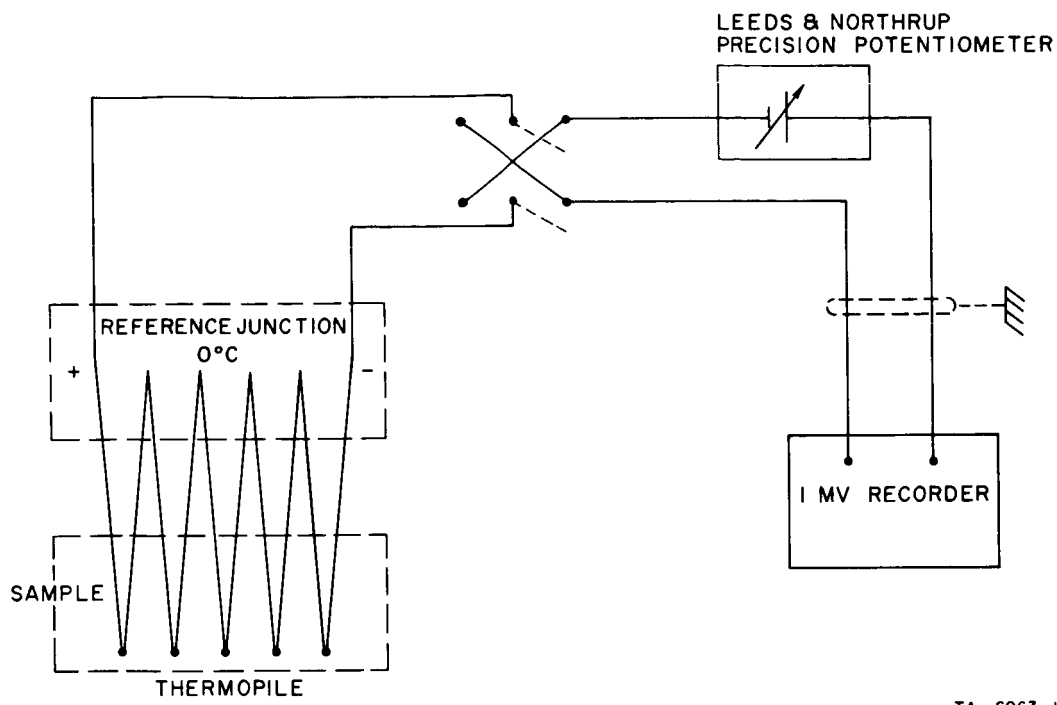 LEEDS & NORTHRUP
PRECISION POTENTIOMETER
REFERENCE JUNCTION
0°C
+ -
1 MV RECORDER
SAMPLE
THERMOPILE